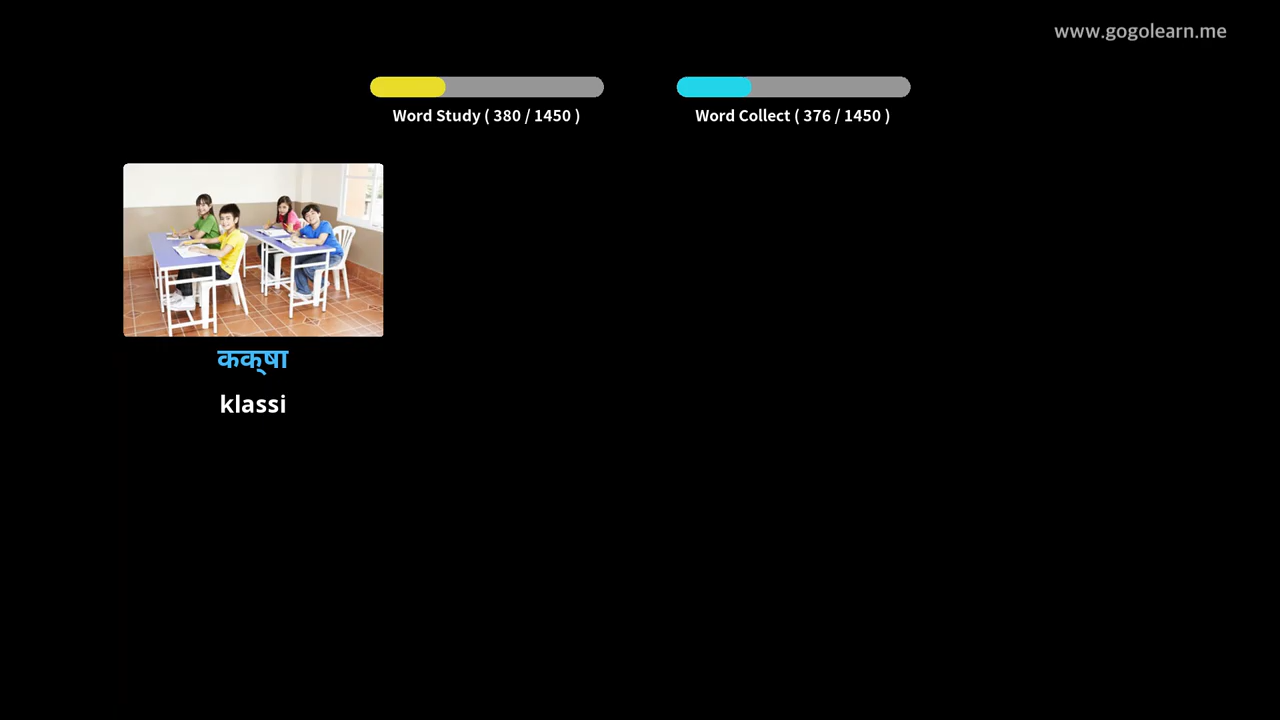 www.gogolearn.me
Word Study ( 380 / 1450 )
Word Collect ( 376 / 1450 )
कक्षा
klassi